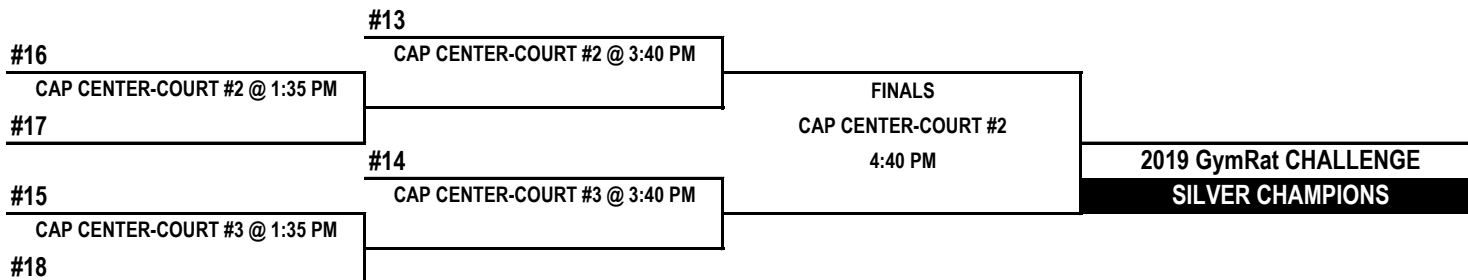 #13
#16
CAP CENTER-COURT #2 @ 3:40 PM
CAP CENTER-COURT #2 @ 1:35 PM
FINALS
#17
CAP CENTER-COURT #2
#14
4:40 PM
2019 GymRat CHALLENGE
#15
CAP CENTER-COURT #3 @ 3:40 PM
SILVER CHAMPIONS
CAP CENTER-COURT #3 @ 1:35 PM
#18